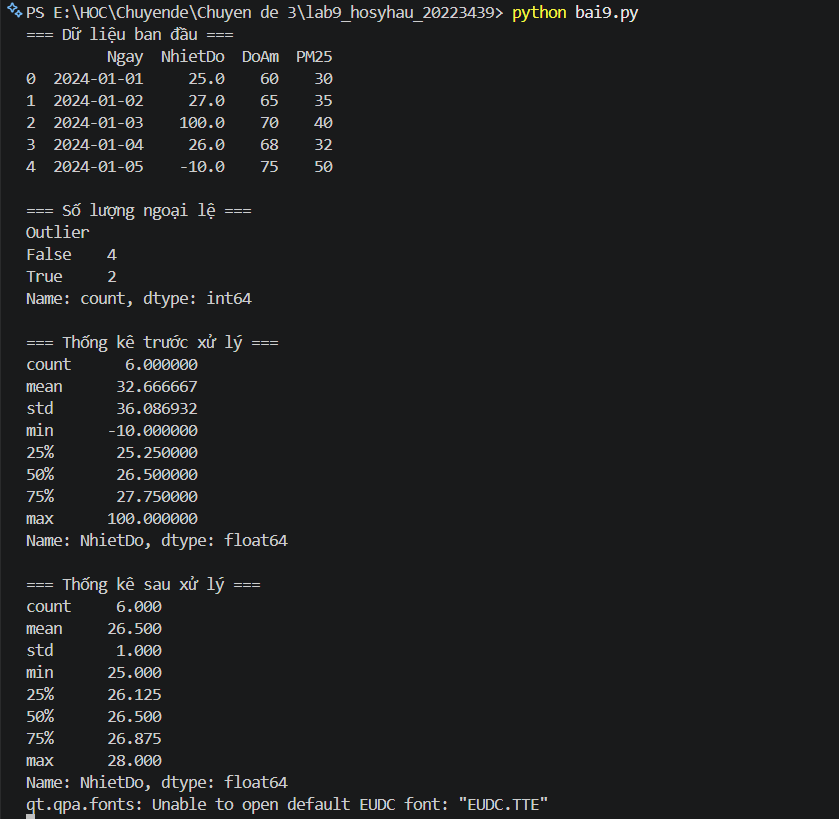 PS E:\HOC\Chuyende\Chuyen de 3\lab9_hosyhau_20223439> python bai9.py
=== Dữ liệu ban đầu ===
         Ngay  NhietDo  DoAm  PM25
0  2024-01-01     25.0    60    30
1  2024-01-02     27.0    65    35
2  2024-01-03    100.0    70    40
3  2024-01-04     26.0    68    32
4  2024-01-05    -10.0    75    50
=== Số lượng ngoại lệ ===
Outlier
False    4
True     2
Name: count, dtype: int64
=== Thống kê trước xử lý ===
count      6.000000
mean      32.666667
std       36.086932
min      -10.000000
25%       25.250000
50%       26.500000
75%       27.750000
max      100.000000
Name: NhietDo, dtype: float64
=== Thống kê sau xử lý ===
count     6.000
mean     26.500
std       1.000
min      25.000
25%      26.125
50%      26.500
75%      26.875
max      28.000
Name: NhietDo, dtype: float64
qt.qpa.fonts: Unable to open default EUDC font: "EUDC.TTE"